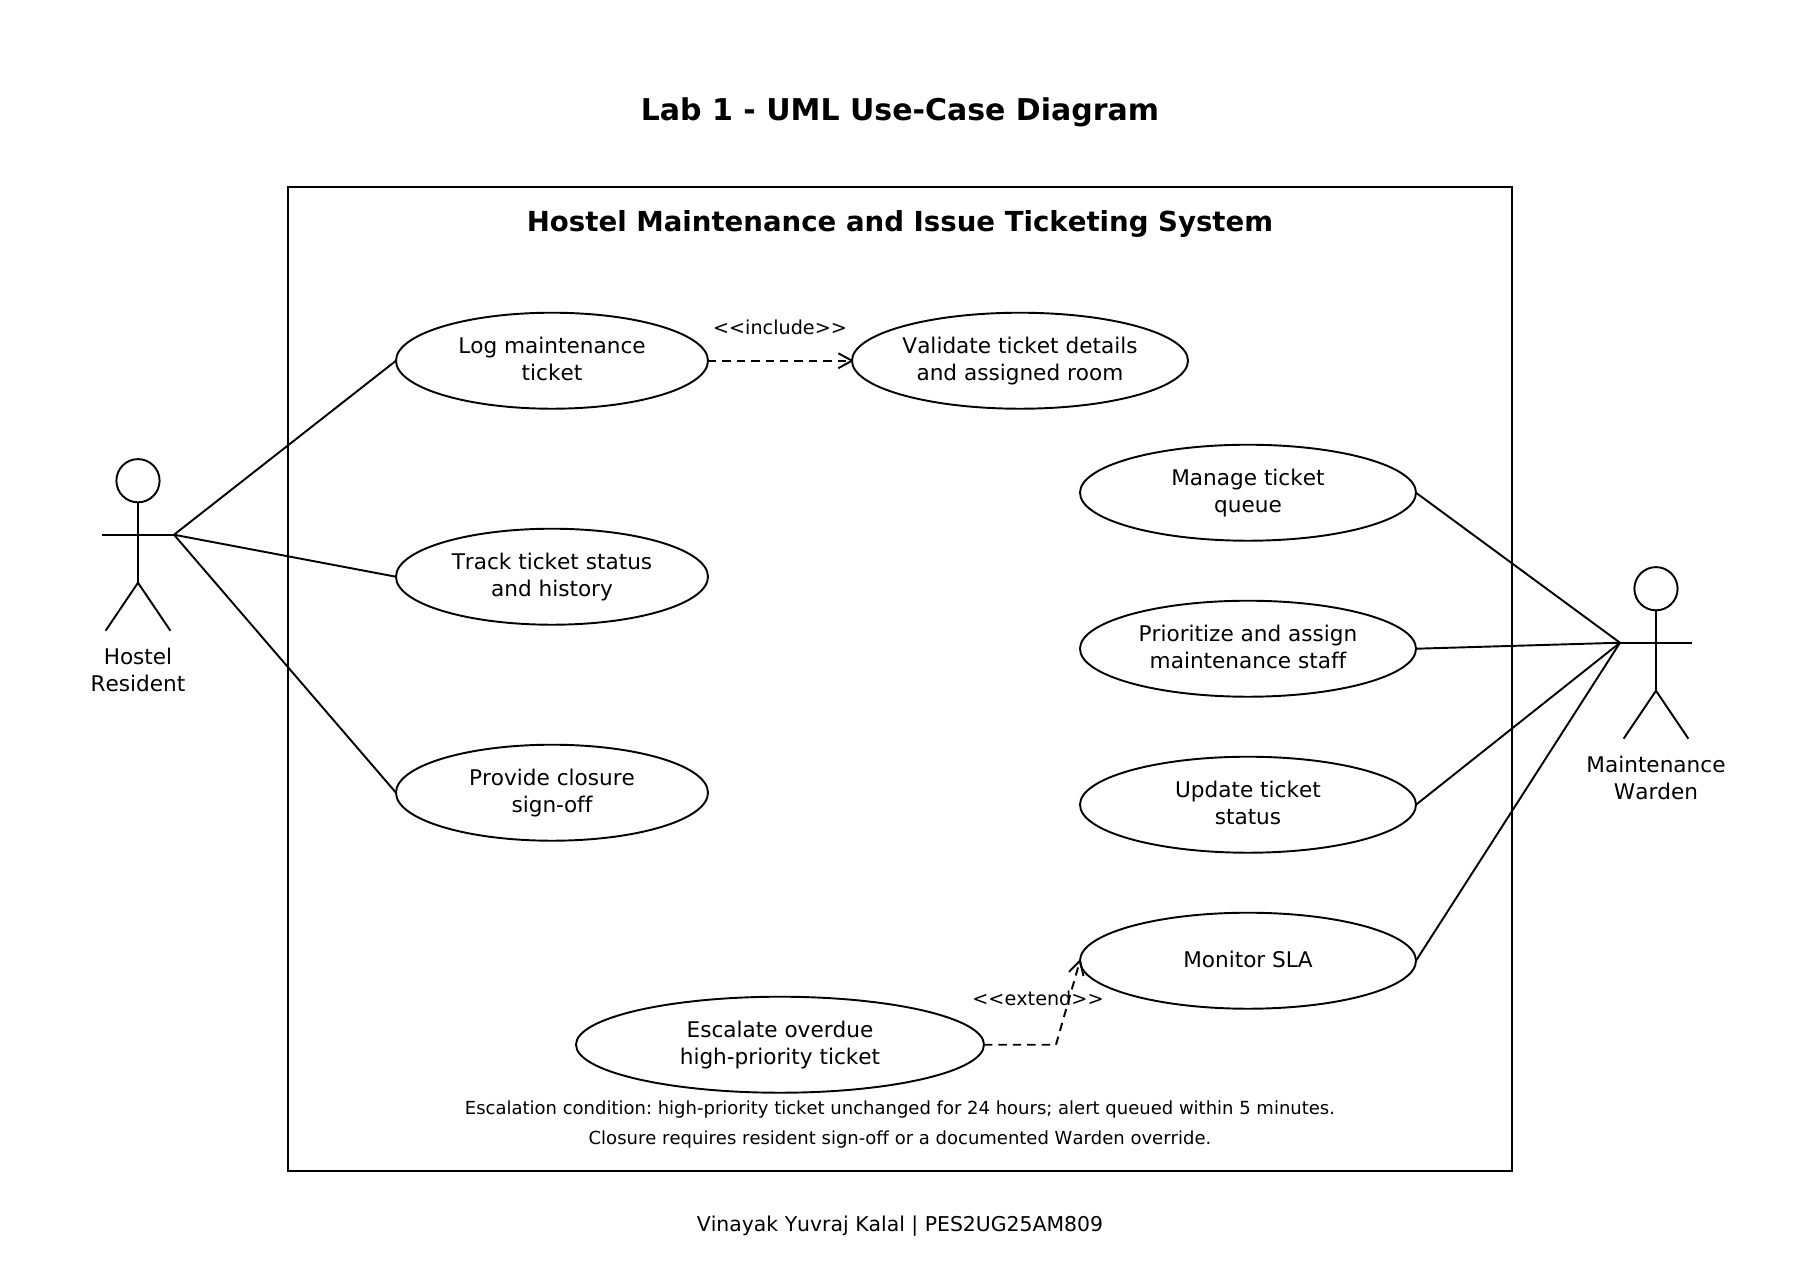 Lab 1 - UML Use-Case Diagram
Hostel Maintenance and Issue Ticketing System
Log maintenance
ticket
<<include>>
Validate ticket details
and assigned room
Manage ticket
queue
Track ticket status
and history
Hostel
Resident
Prioritize and assign
maintenance staff
Provide closure
sign-off
Update ticket
status
Maintenance
Warden
Monitor SLA
<<extend>>
Escalate overdue
high-priority ticket
Escalation condition: high-priority ticket unchanged for 24 hours; alert queued within 5 minutes.
Closure requires resident sign-off or a documented Warden override.
Vinayak Yuvraj Kalal | PES2UG25AM809